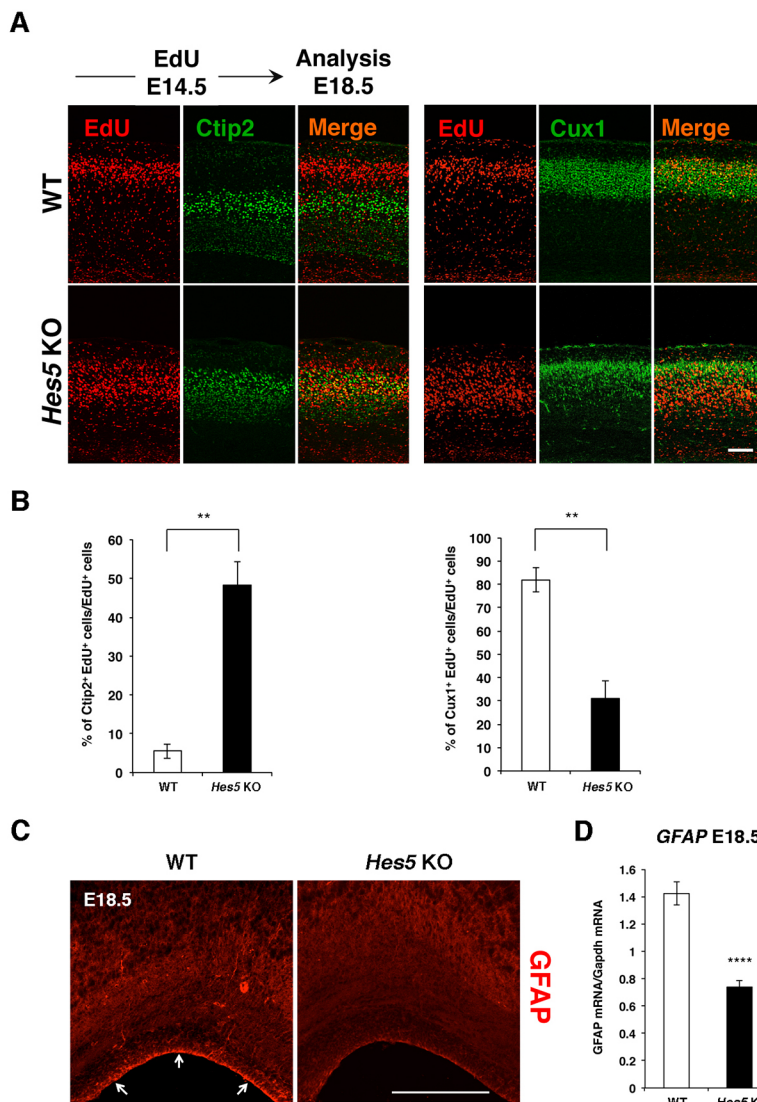 A
EdU
E14.5
Analysis
E18.5
EdU Ctip2 Merge EdU Cux1 Merge
WT
Hes5 KO
B
**
60
50
40
30
20
10
0
% of Ctip2+ EdU+ cells/EdU+ cells
WT Hes5 KO
**
100
90
80
70
60
50
40
30
20
10
0
% of Cux1+ EdU+ cells/EdU+ cells
WT Hes5 KO
C
WT Hes5 KO
E18.5
GFAP
D
GFAP E18.5
1.6
1.4
1.2
1
0.8
0.6
0.4
0.2
0
GFAP mRNA/Gapdh mRNA
****
WT Hes5 K